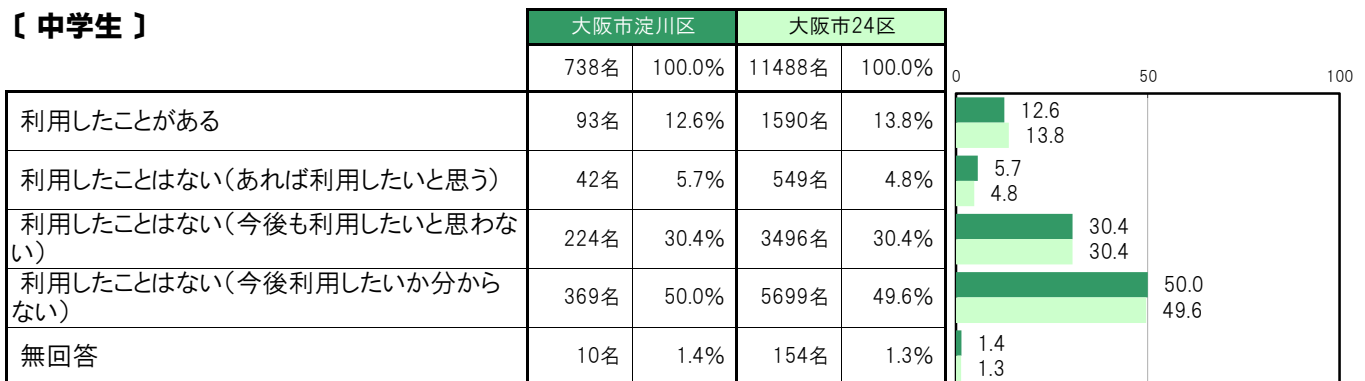 〔 中学生 〕
大阪市淀川区 大阪市24区
738名 100.0% 11488名 100.0%
0 50 100
利用したことがある 93名 12.6% 1590名 13.8%
12.6
13.8
利用したことはない（あれば利用したいと思う） 42名 5.7% 549名 4.8%
5.7
4.8
利用したことはない（今後も利用したいと思わな
い） 224名 30.4% 3496名 30.4%
30.4
30.4
利用したことはない（今後利用したいか分から
ない） 369名 50.0% 5699名 49.6%
50.0
49.6
無回答 10名 1.4% 154名 1.3%
1.4
1.3